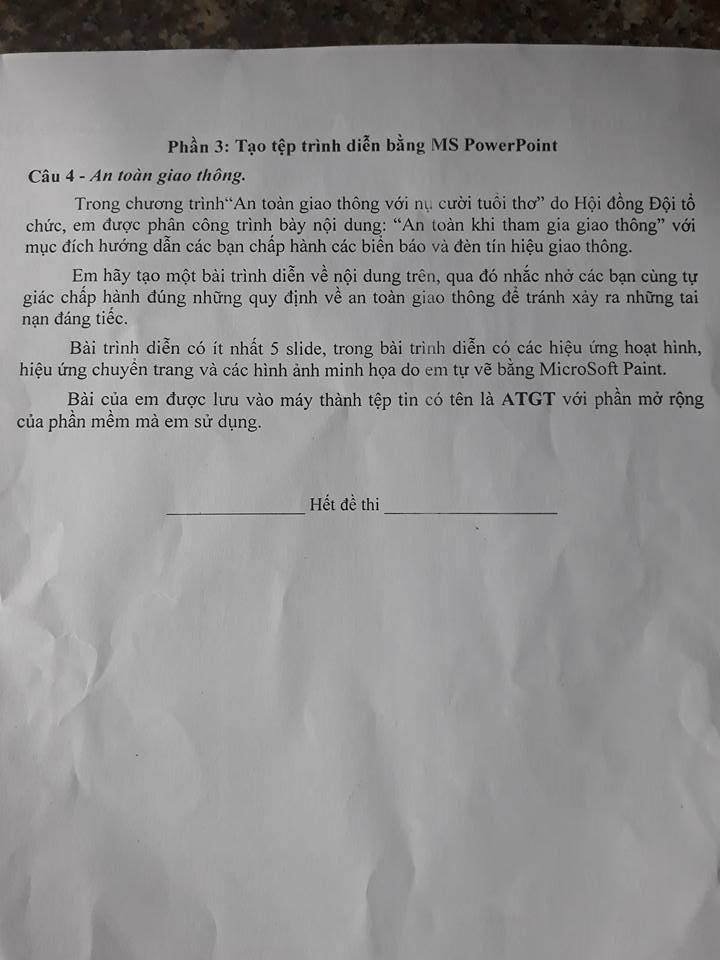 Phần 3: Tạo tệp trình diễn bằng MS PowerPoint
Câu 4 - An toàn giao thông.
Trong chương trình“An toàn giao thông với nụ cười tuổi thơ” do Hội đồng Đội tổ
chức, em được phân công trình bày nội dung: “An toàn khi tham gia giao thông” với
mục đích hướng dẫn các bạn chấp hành các biển báo và đèn tín hiệu giao thông.
Em hãy tạo một bài trình diễn về nội dung trên, qua đó nhắc nhở các bạn cùng tự
giác chấp hành đúng những quy định về an toàn giao thông để tránh xảy ra những tai
nạn đáng tiếc.
Bài trình diễn có ít nhất 5 slide, trong bài trình diễn có các hiệu ứng hoạt hình,
hiệu ứng chuyển trang và các hình ảnh minh họa do em tự vẽ bằng MicroSoft Paint.
Bài của em được lưu vào máy thành tệp tin có tên là ATGT với phần mở rộng
của phần mềm mà em sử dụng.
Hết đề thi